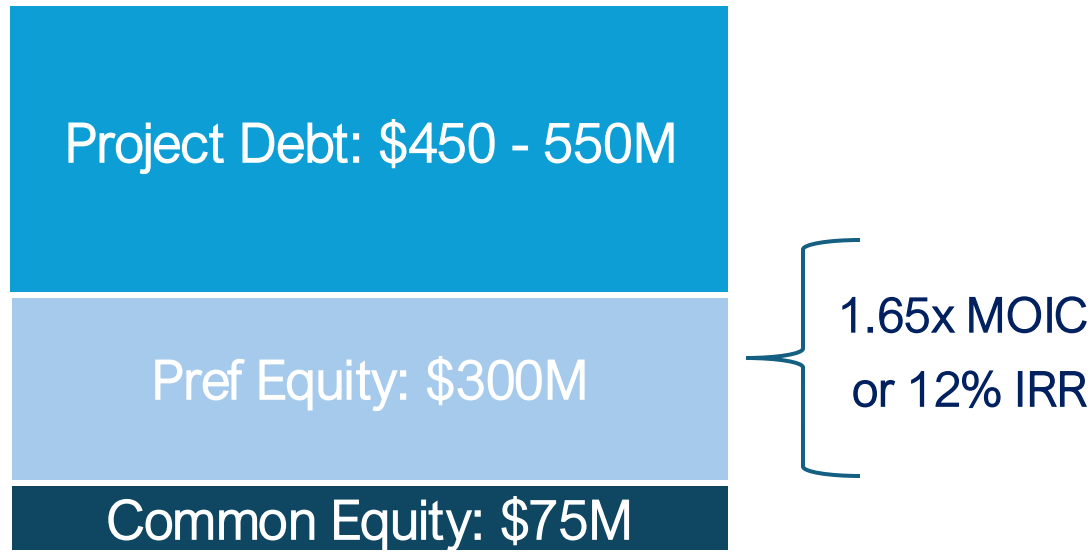 Project Debt: $450 - 550M
Pref Equity: $300M
1.65x MOIC
or 12% IRR
Common Equity: $75M